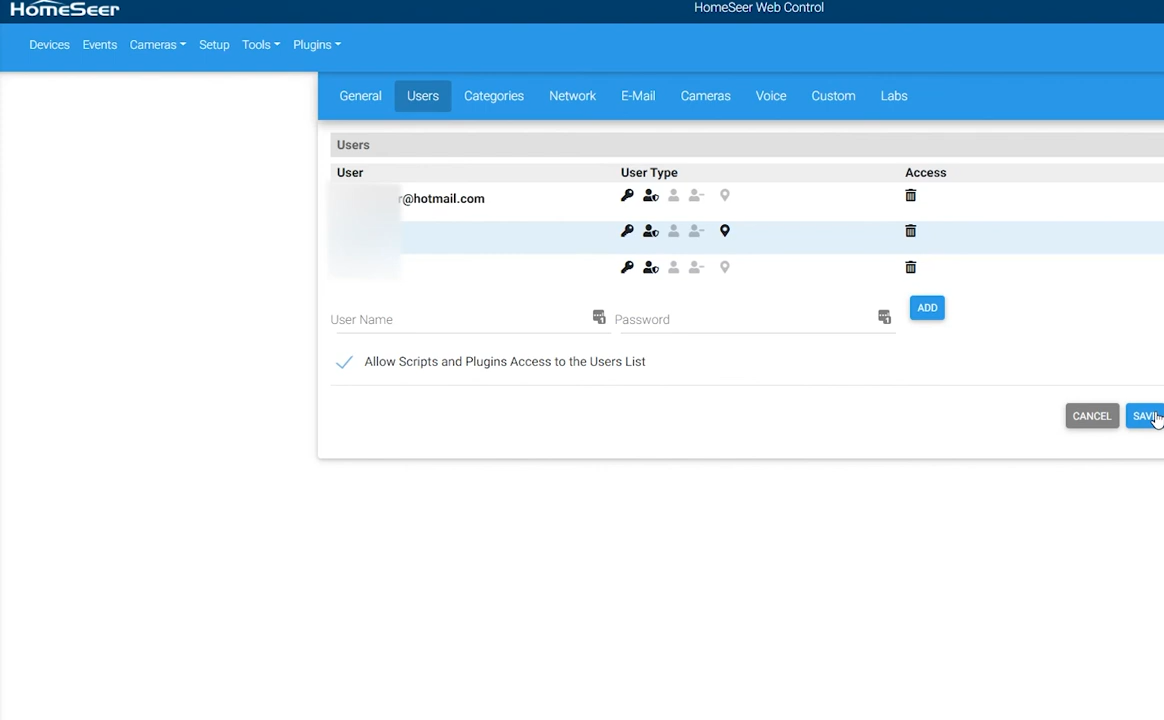 HomeSeer
HomeSeer Web Control
Devices Events Cameras Setup Tools Plugins
General Users Categories Network E-Mail Cameras Voice Custom Labs
Users
User User Type Access
r@hotmail.com
User Name Password ADD
Allow Scripts and Plugins Access to the Users List
CANCEL